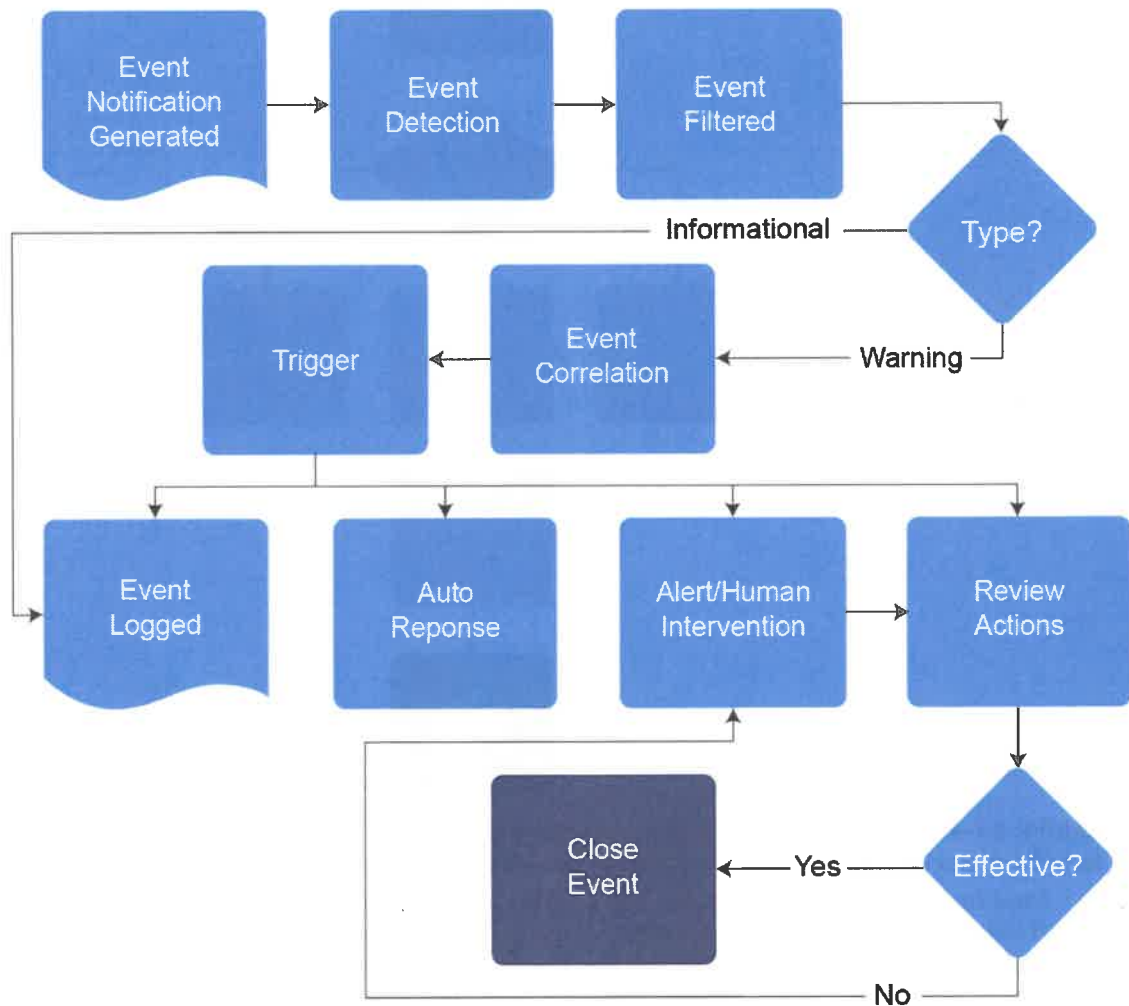 Event
Notification
Generated
Event
Detection
Event
Filtered
Type?
Informational
Trigger
Event
Correlation
Warning
Event
Logged
Auto
Reponse
Alert/Human
Intervention
Review
Actions
Close
Event
Yes
Effective?
No